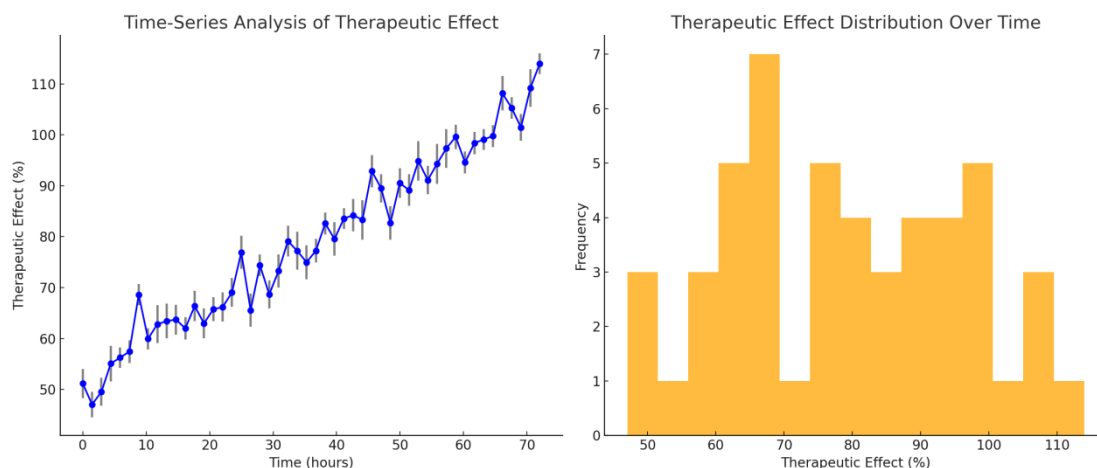 Time-Series Analysis of Therapeutic Effect
Therapeutic Effect (%)
110
100
90
80
70
60
50
0 10 20 30 40 50 60 70
Time (hours)
Therapeutic Effect Distribution Over Time
Frequency
7
6
5
4
3
2
1
0
50 60 70 80 90 100 110
Therapeutic Effect (%)